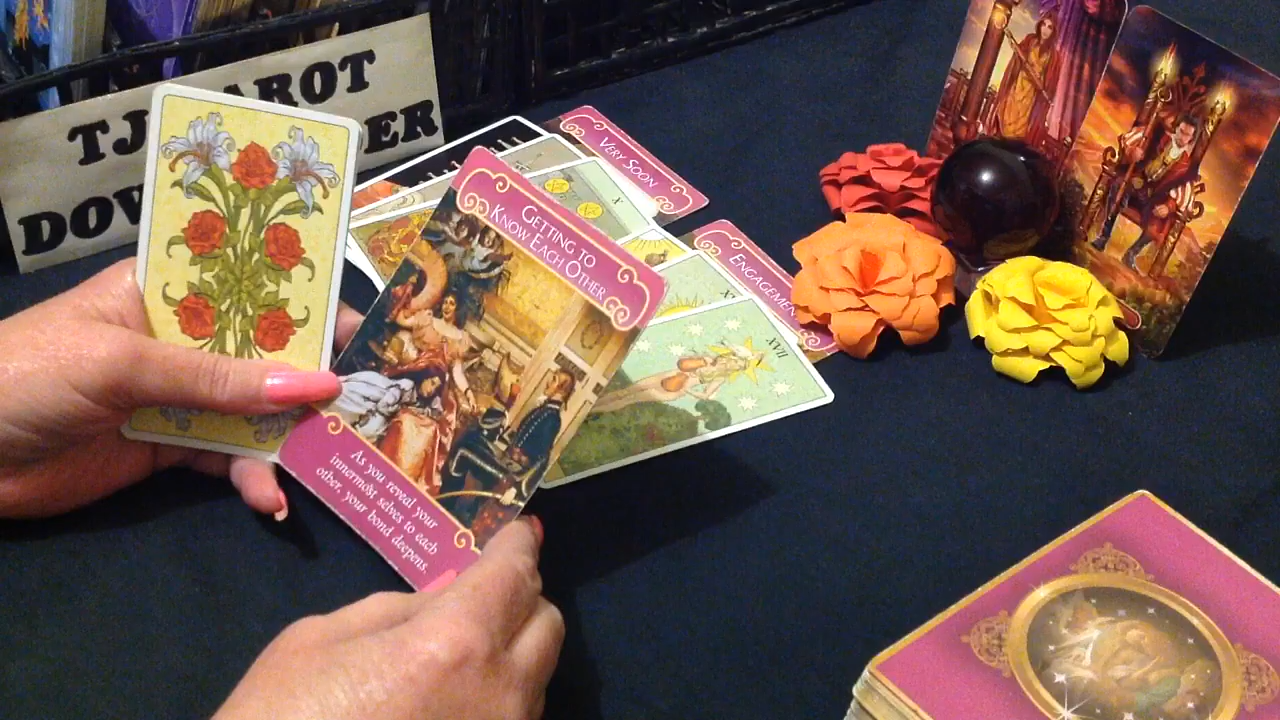 TJ AROT
DOW ER
VERY SOON
X
GETTING TO
KNOW EACH OTHER
ENGAGEMEN
XVII
As you reveal your
innermost selves to each
other, your bond deepens.